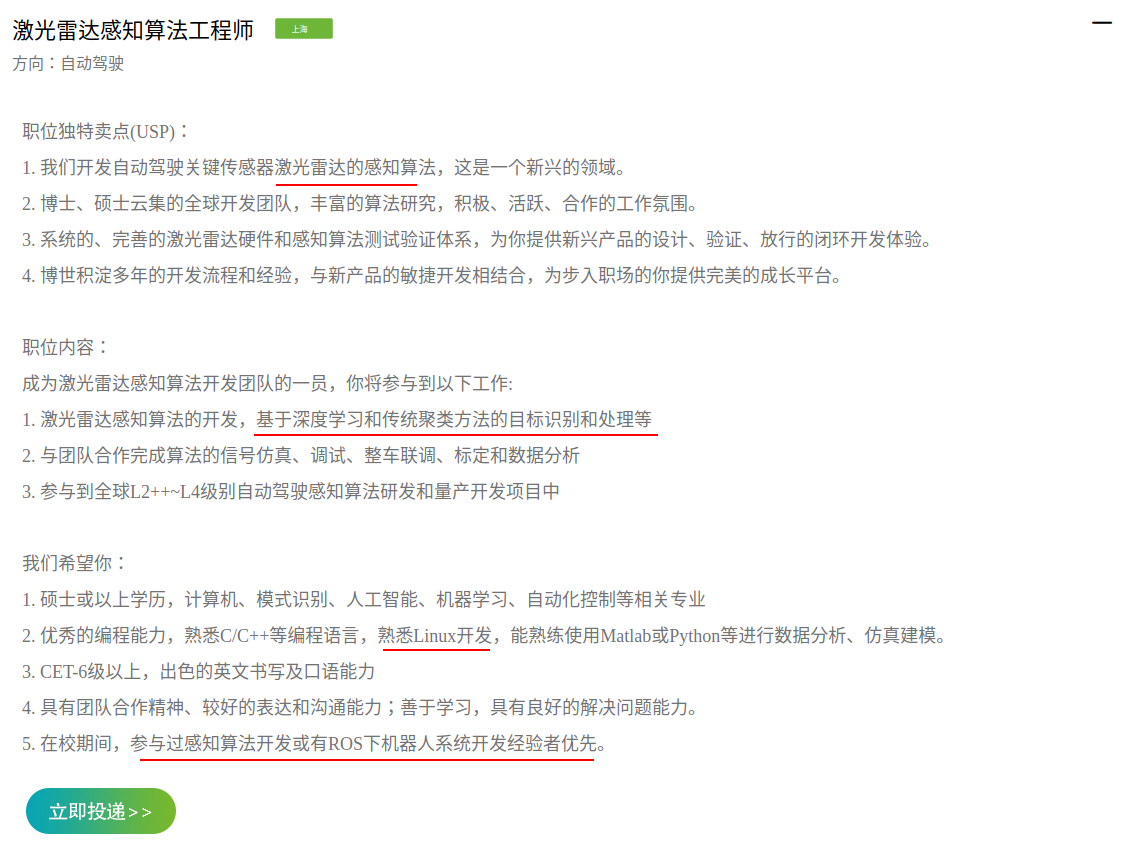 激光雷达感知算法工程师 上海
方向：自动驾驶
职位独特卖点(USP)：
1. 我们开发自动驾驶关键传感器激光雷达的感知算法，这是一个新兴的领域。
2. 博士、硕士云集的全球开发团队，丰富的算法研究，积极、活跃、合作的工作氛围。
3. 系统的、完善的激光雷达硬件和感知算法测试验证体系，为你提供新兴产品的设计、验证、放行的闭环开发体验。
4. 博世积淀多年的开发流程和经验，与新产品的敏捷开发相结合，为步入职场的你提供完美的成长平台。
职位内容：
成为激光雷达感知算法开发团队的一员，你将参与到以下工作:
1. 激光雷达感知算法的开发，基于深度学习和传统聚类方法的目标识别和处理等
2. 与团队合作完成算法的信号仿真、调试、整车联调、标定和数据分析
3. 参与到全球L2++~L4级别自动驾驶感知算法研发和量产开发项目中
我们希望你：
1. 硕士或以上学历，计算机、模式识别、人工智能、机器学习、自动化控制等相关专业
2. 优秀的编程能力，熟悉C/C++等编程语言，熟悉Linux开发，能熟练使用Matlab或Python等进行数据分析、仿真建模。
3. CET-6级以上，出色的英文书写及口语能力
4. 具有团队合作精神、较好的表达和沟通能力；善于学习，具有良好的解决问题能力。
5. 在校期间，参与过感知算法开发或有ROS下机器人系统开发经验者优先。
立即投递>>